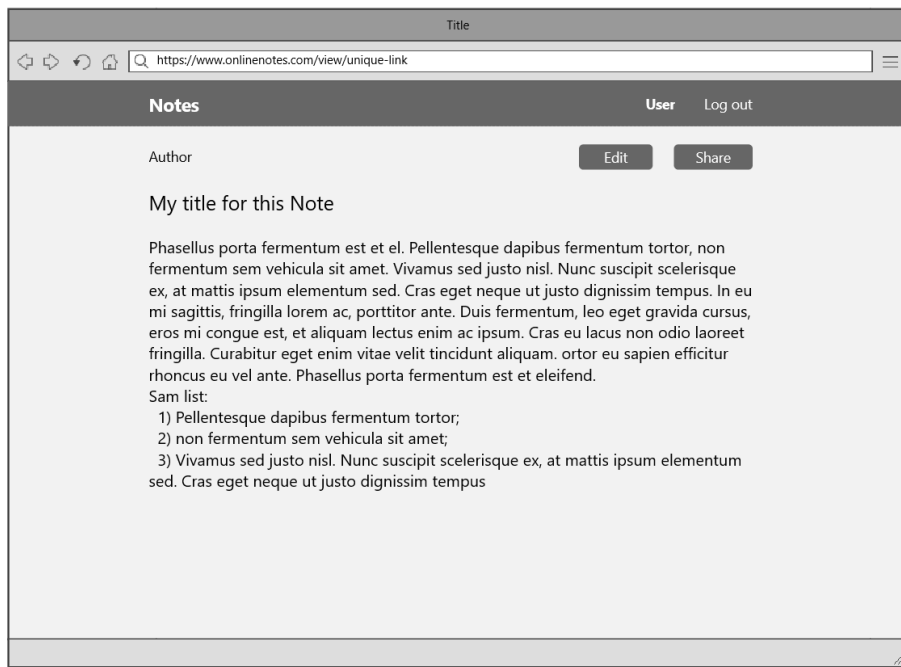 Title
https://www.onlinenotes.com/view/unique-link
Notes User Log out
Author Edit Share
My title for this Note
Phasellus porta fermentum est et el. Pellentesque dapibus fermentum tortor, non
fermentum sem vehicula sit amet. Vivamus sed justo nisl. Nunc suscipit scelerisque
ex, at mattis ipsum elementum sed. Cras eget neque ut justo dignissim tempus. In eu
mi sagittis, fringilla lorem ac, porttitor ante. Duis fermentum, leo eget gravida cursus,
eros mi congue est, et aliquam lectus enim ac ipsum. Cras eu lacus non odio laoreet
fringilla. Curabitur eget enim vitae velit tincidunt aliquam. ortor eu sapien efficitur
rhoncus eu vel ante. Phasellus porta fermentum est et eleifend.
Sam list:
1) Pellentesque dapibus fermentum tortor;
2) non fermentum sem vehicula sit amet;
3) Vivamus sed justo nisl. Nunc suscipit scelerisque ex, at mattis ipsum elementum
sed. Cras eget neque ut justo dignissim tempus